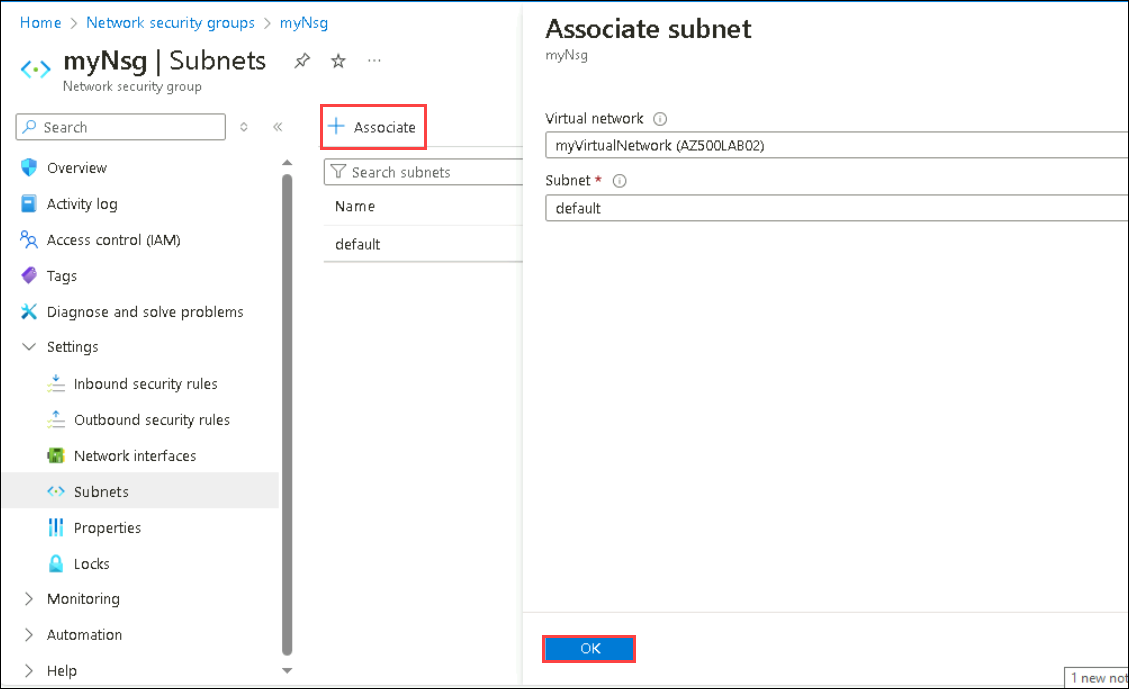 Home > Network security groups > myNsg
myNsg | Subnets
Network security group
Search
Overview
Activity log
Access control (IAM)
Tags
Diagnose and solve problems
Settings
Inbound security rules
Outbound security rules
Network interfaces
Subnets
Properties
Locks
Monitoring
Automation
Help
Associate
Search subnets
Name
default
Associate subnet
myNsg
Virtual network
myVirtualNetwork (AZ500LAB02)
Subnet *
default
OK
1 new not